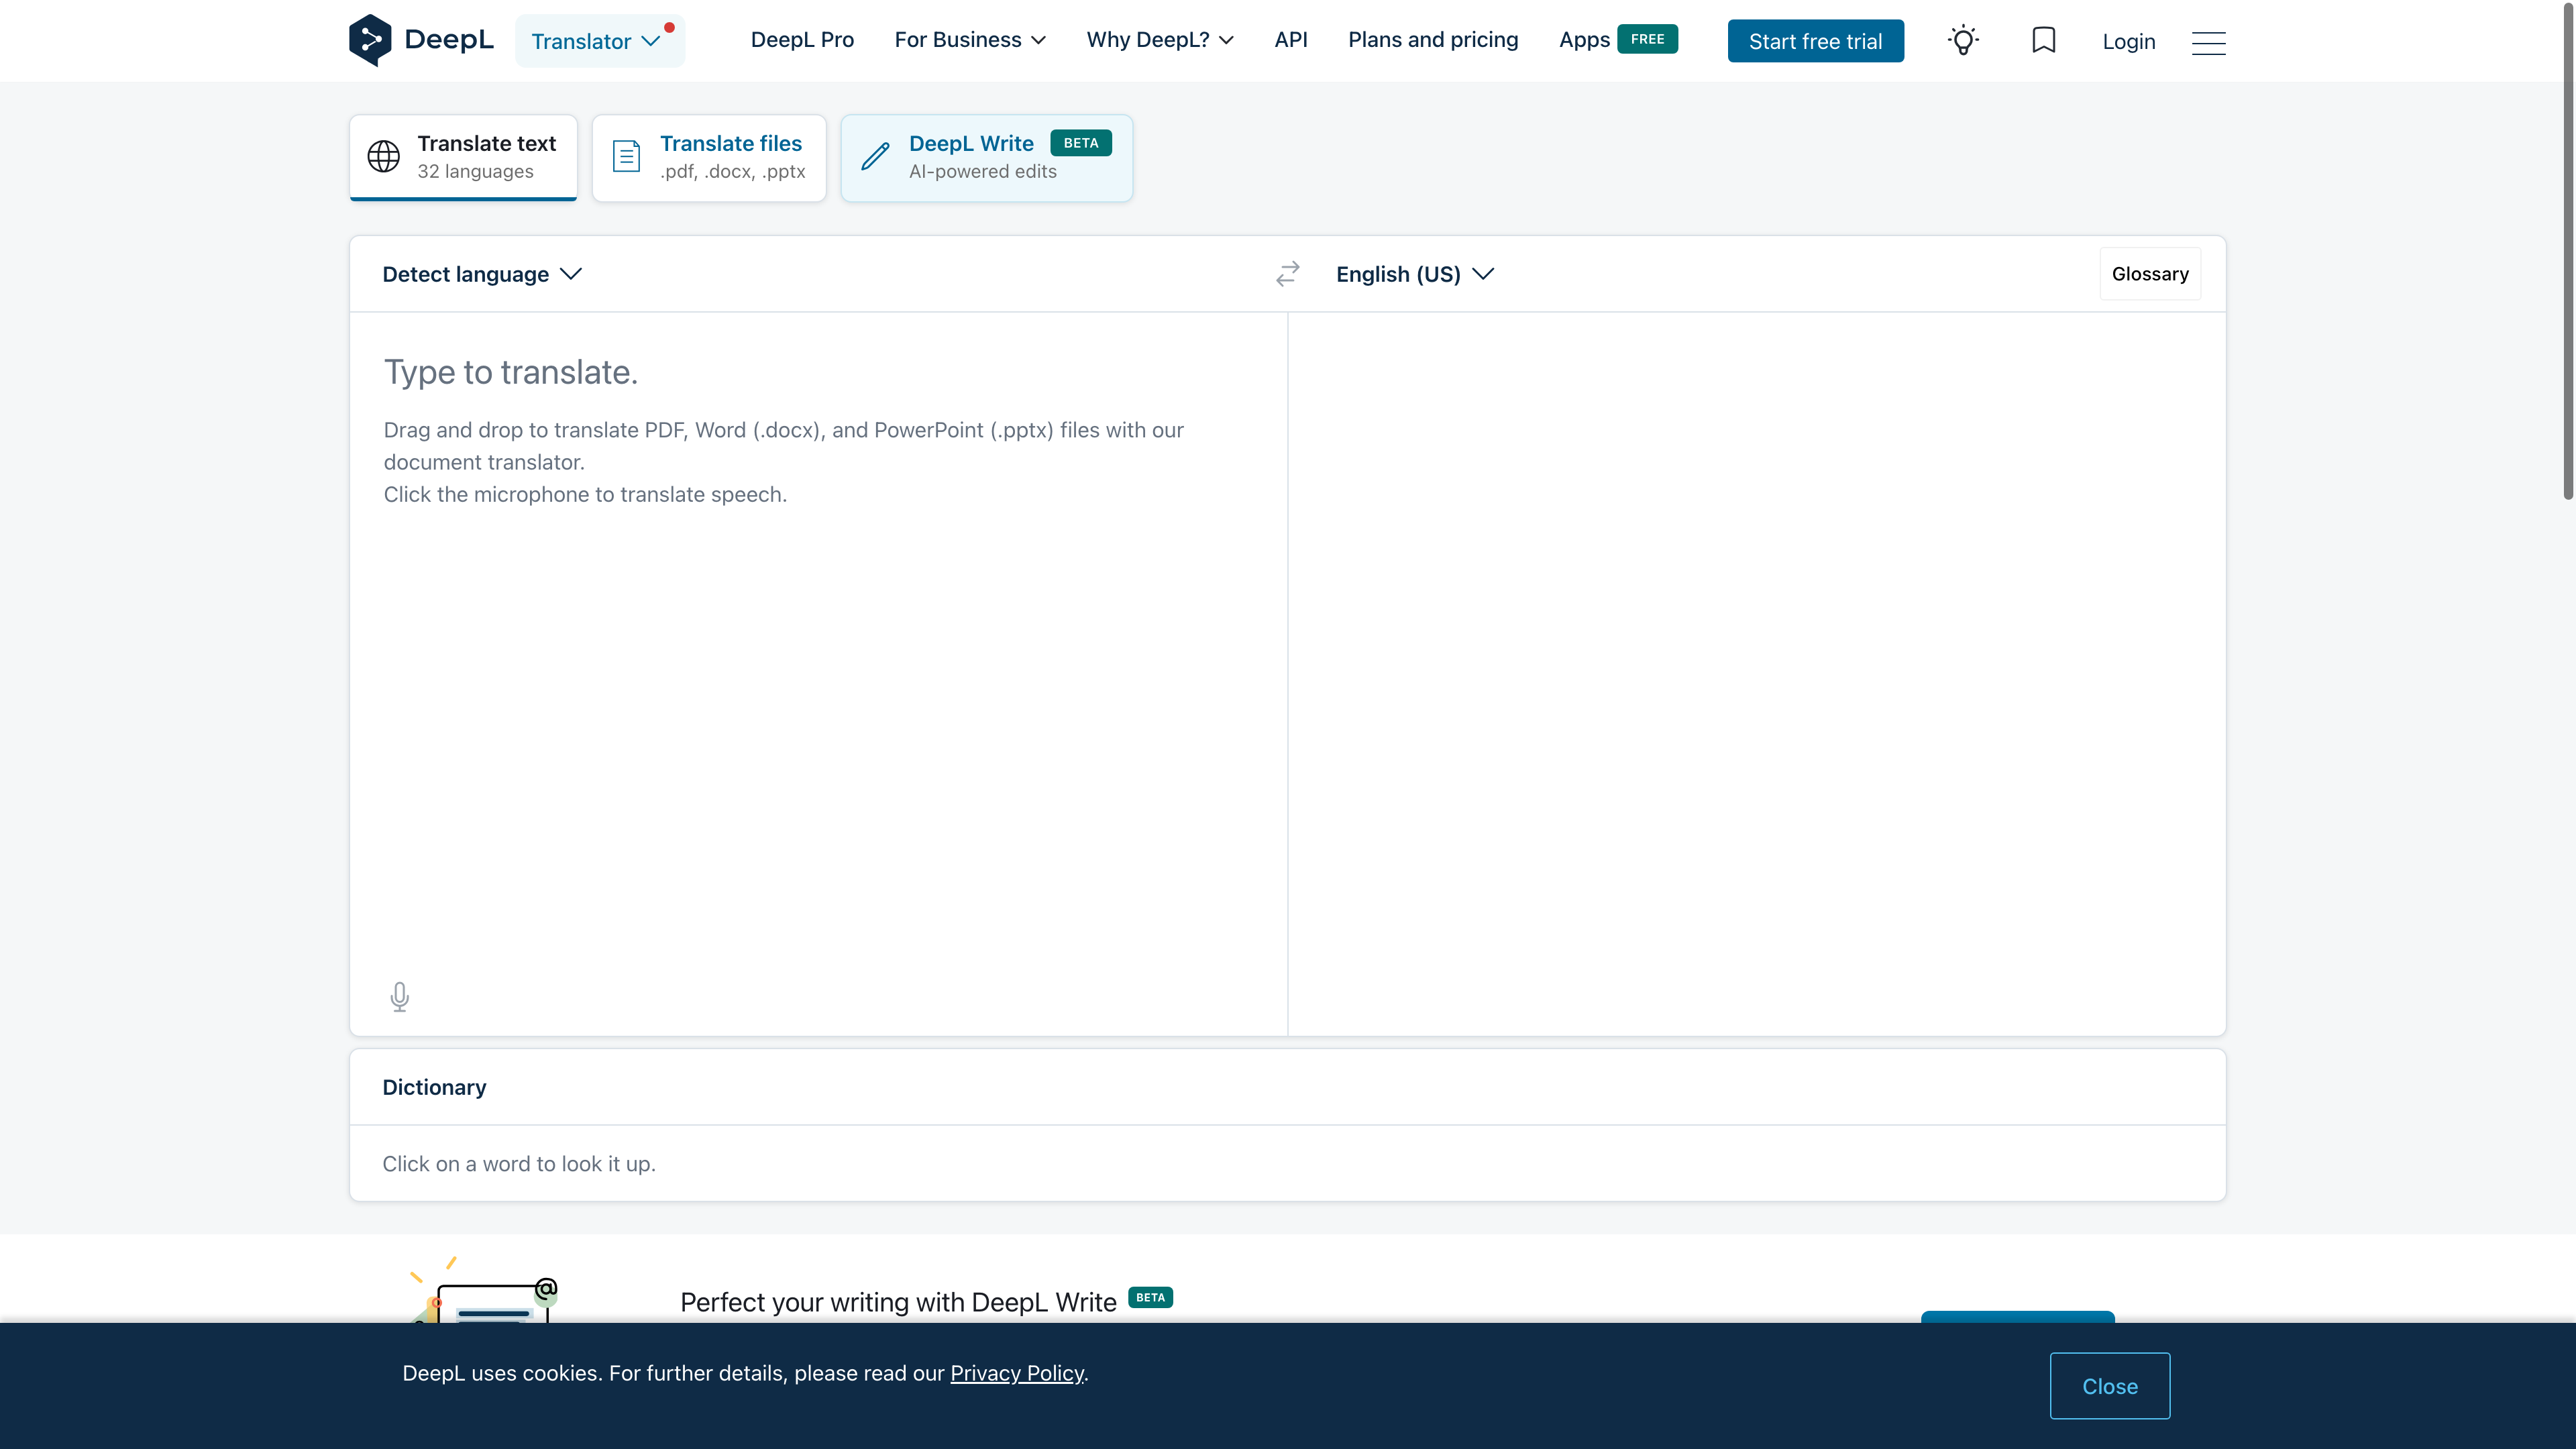 DeepL
Translator
DeepL Pro
For Business
Why DeepL?
API
Plans and pricing
Apps FREE
Start free trial
Login
Translate text
32 languages
Translate files
.pdf, .docx, .pptx
DeepL Write BETA
AI-powered edits
Detect language
English (US)
Glossary
Type to translate.
Drag and drop to translate PDF, Word (.docx), and PowerPoint (.pptx) files with our
document translator.
Click the microphone to translate speech.
Dictionary
Click on a word to look it up.
@
Perfect your writing with DeepL Write BETA
DeepL uses cookies. For further details, please read our Privacy Policy.
Close